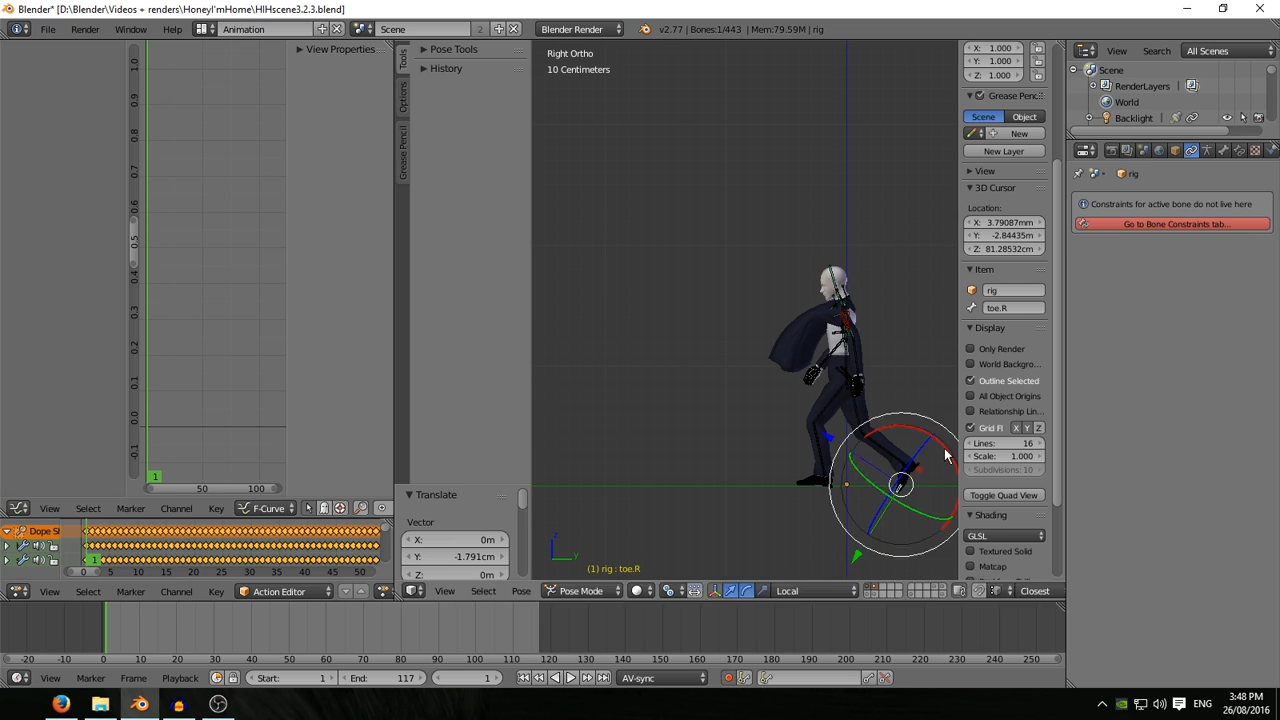 Blender* [D:\Blender\Videos + renders\HoneyI'mHome\HIHscene3.2.3.blend]
File Render Window Help Animation Scene 2 Blender Render v2.77 | Bones:1/443 | Mem:79.59M | rig
View Search All Scenes
View Properties
Tools
Options
Grease Pencil
Pose Tools
History
Right Ortho
10 Centimeters
X: 1.000
Y: 1.000
Z: 1.000
Grease Penc
Scene Object
New
New Layer
View
3D Cursor
Location:
X: 3.79087mm
Y: -2.84435m
Z: 81.28532cm
Item
rig
toe.R
Display
Only Render
World Backgro...
Outline Selected
All Object Origins
Relationship Lin...
Grid Fl X Y Z
Lines: 16
Scale: 1.000
Subdivisions: 10
Toggle Quad View
Shading
GLSL
Textured Solid
Matcap
Scene
RenderLayers
World
Backlight
rig
Constraints for active bone do not live here
Go to Bone Constraints tab...
1.0
0.9
0.8
0.7
0.6
0.5
0.4
0.3
0.2
0.1
0.0
-0.1
1
50 100
View Select Marker Channel Key F-Curve
Dope Sh
1
0 5 10 15 20 25 30 35 40 45 50
View Select Marker Channel Key Action Editor
Translate
Vector
X: 0m
Y: -1.791cm
Z: 0m
(1) rig : toe.R
z
y
View Select Pose Pose Mode Local Closest
-20 -10 0 10 20 30 40 50 60 70 80 90 100 110 120 130 140 150 160 170 180 190 200 210 220 230 240 250
View Marker Frame Playback Start: 1 End: 117 1 AV-sync
ENG
3:48 PM
26/08/2016